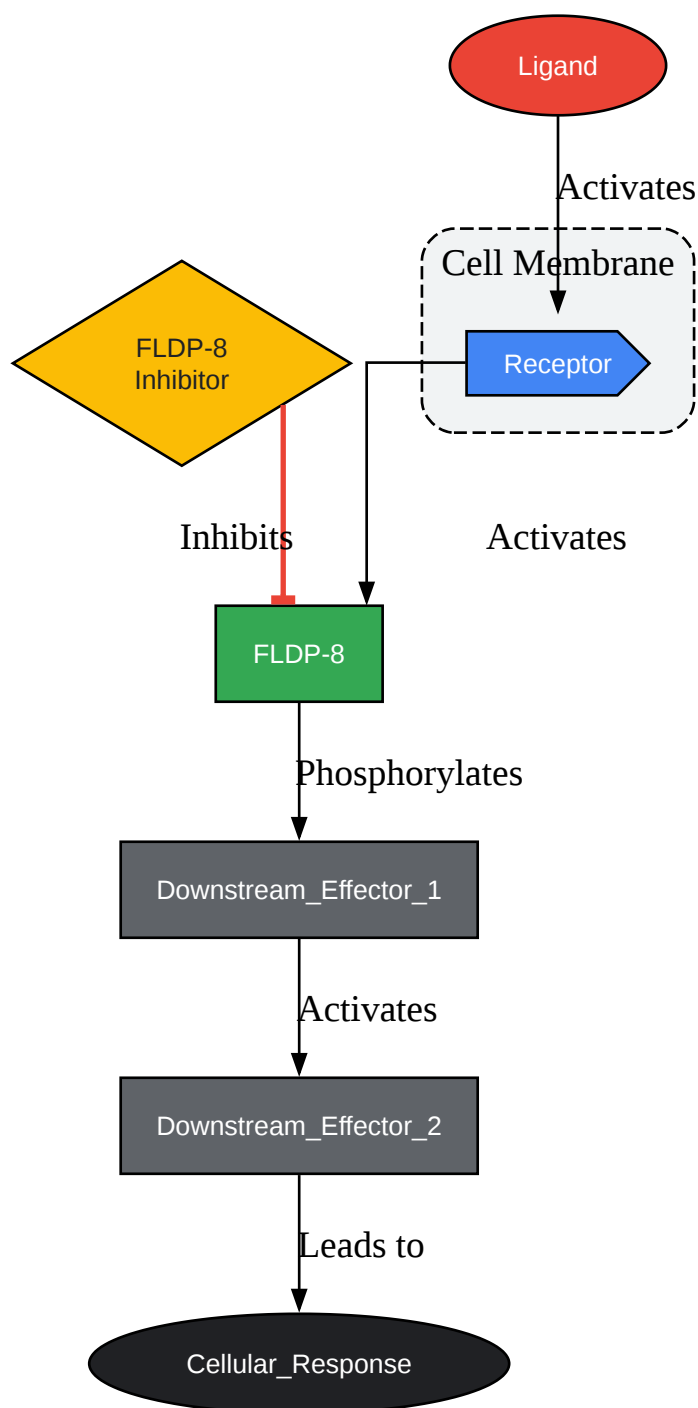 Ligand
Activates
Cell Membrane
FLDP-8
Inhibitor
Receptor
Inhibits
Activates
FLDP-8
Phosphorylates
Downstream_Effector_1
Activates
Downstream_Effector_2
Leads to
Cellular_Response